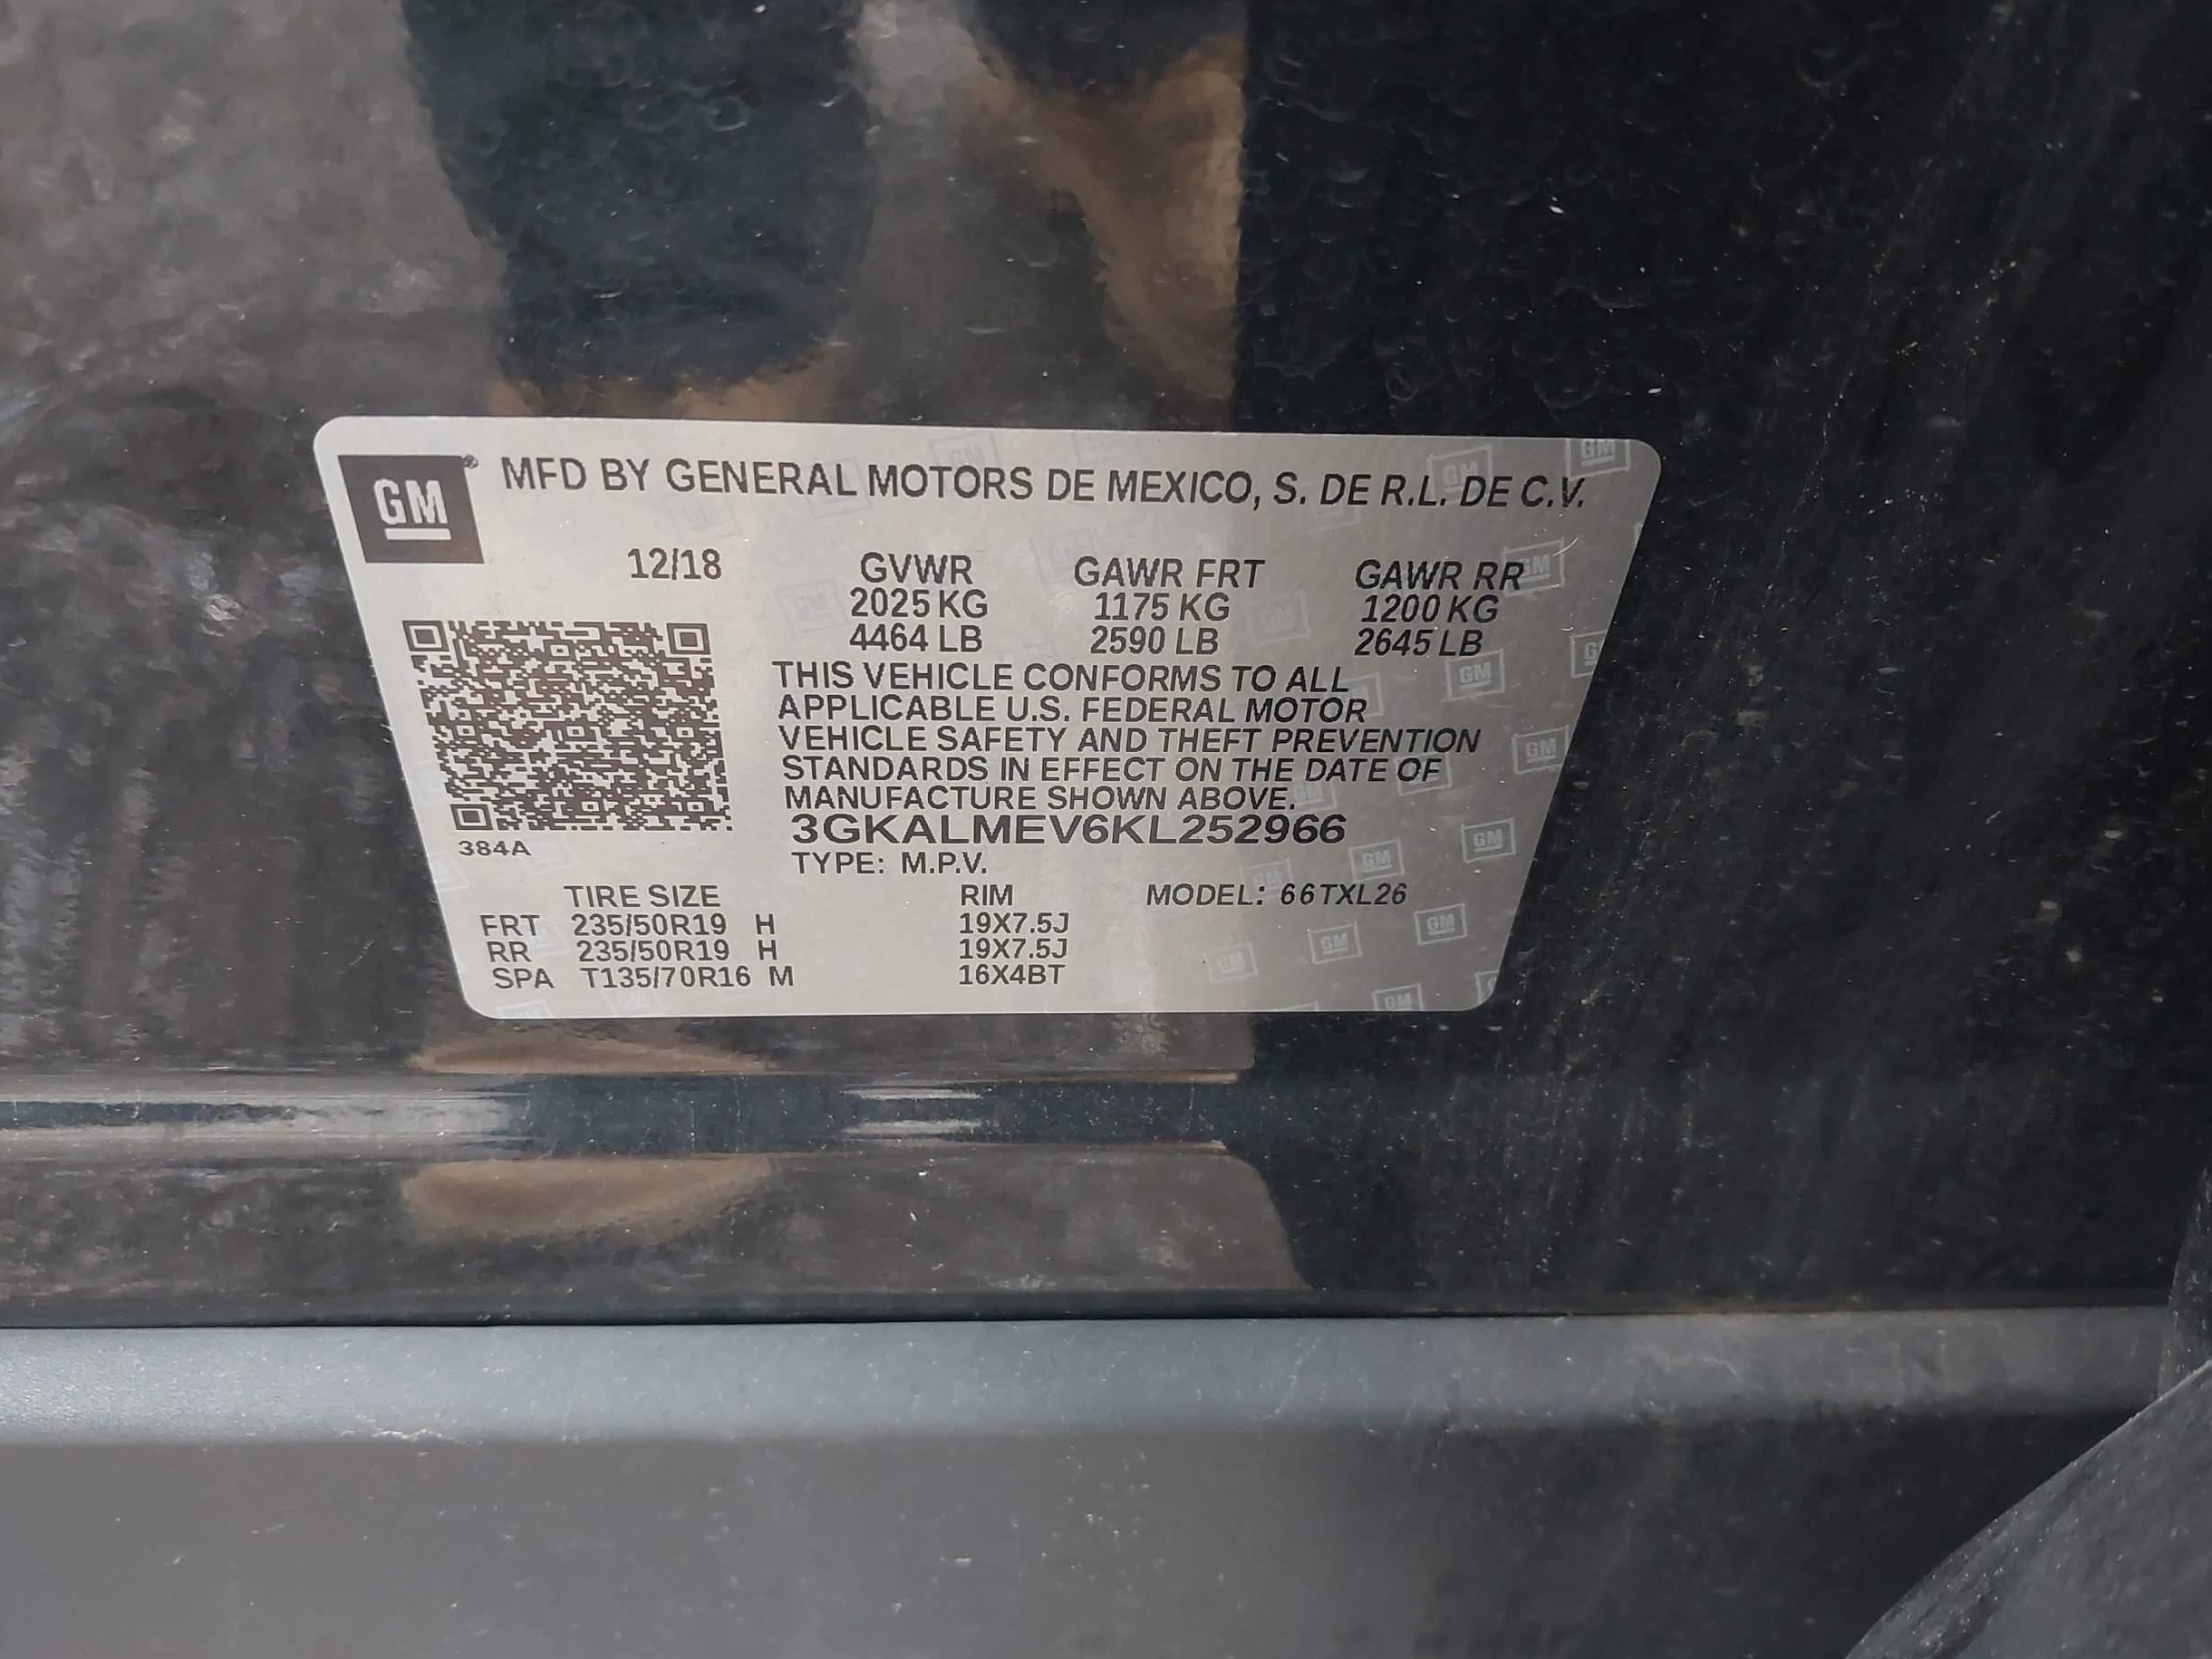 GM® MFD BY GENERAL MOTORS DE MEXICO, S. DE R.L. DE C.V.
12/18 GVWR GAWR FRT GAWR RR
2025 KG 1175 KG 1200 KG
4464 LB 2590 LB 2645 LB
THIS VEHICLE CONFORMS TO ALL
APPLICABLE U.S. FEDERAL MOTOR
VEHICLE SAFETY AND THEFT PREVENTION
STANDARDS IN EFFECT ON THE DATE OF
MANUFACTURE SHOWN ABOVE.
3GKALMEV6KL252966
384A
TYPE: M.P.V.
TIRE SIZE RIM MODEL: 66TXL26
FRT 235/50R19 H 19X7.5J
RR 235/50R19 H 19X7.5J
SPA T135/70R16 M 16X4BT